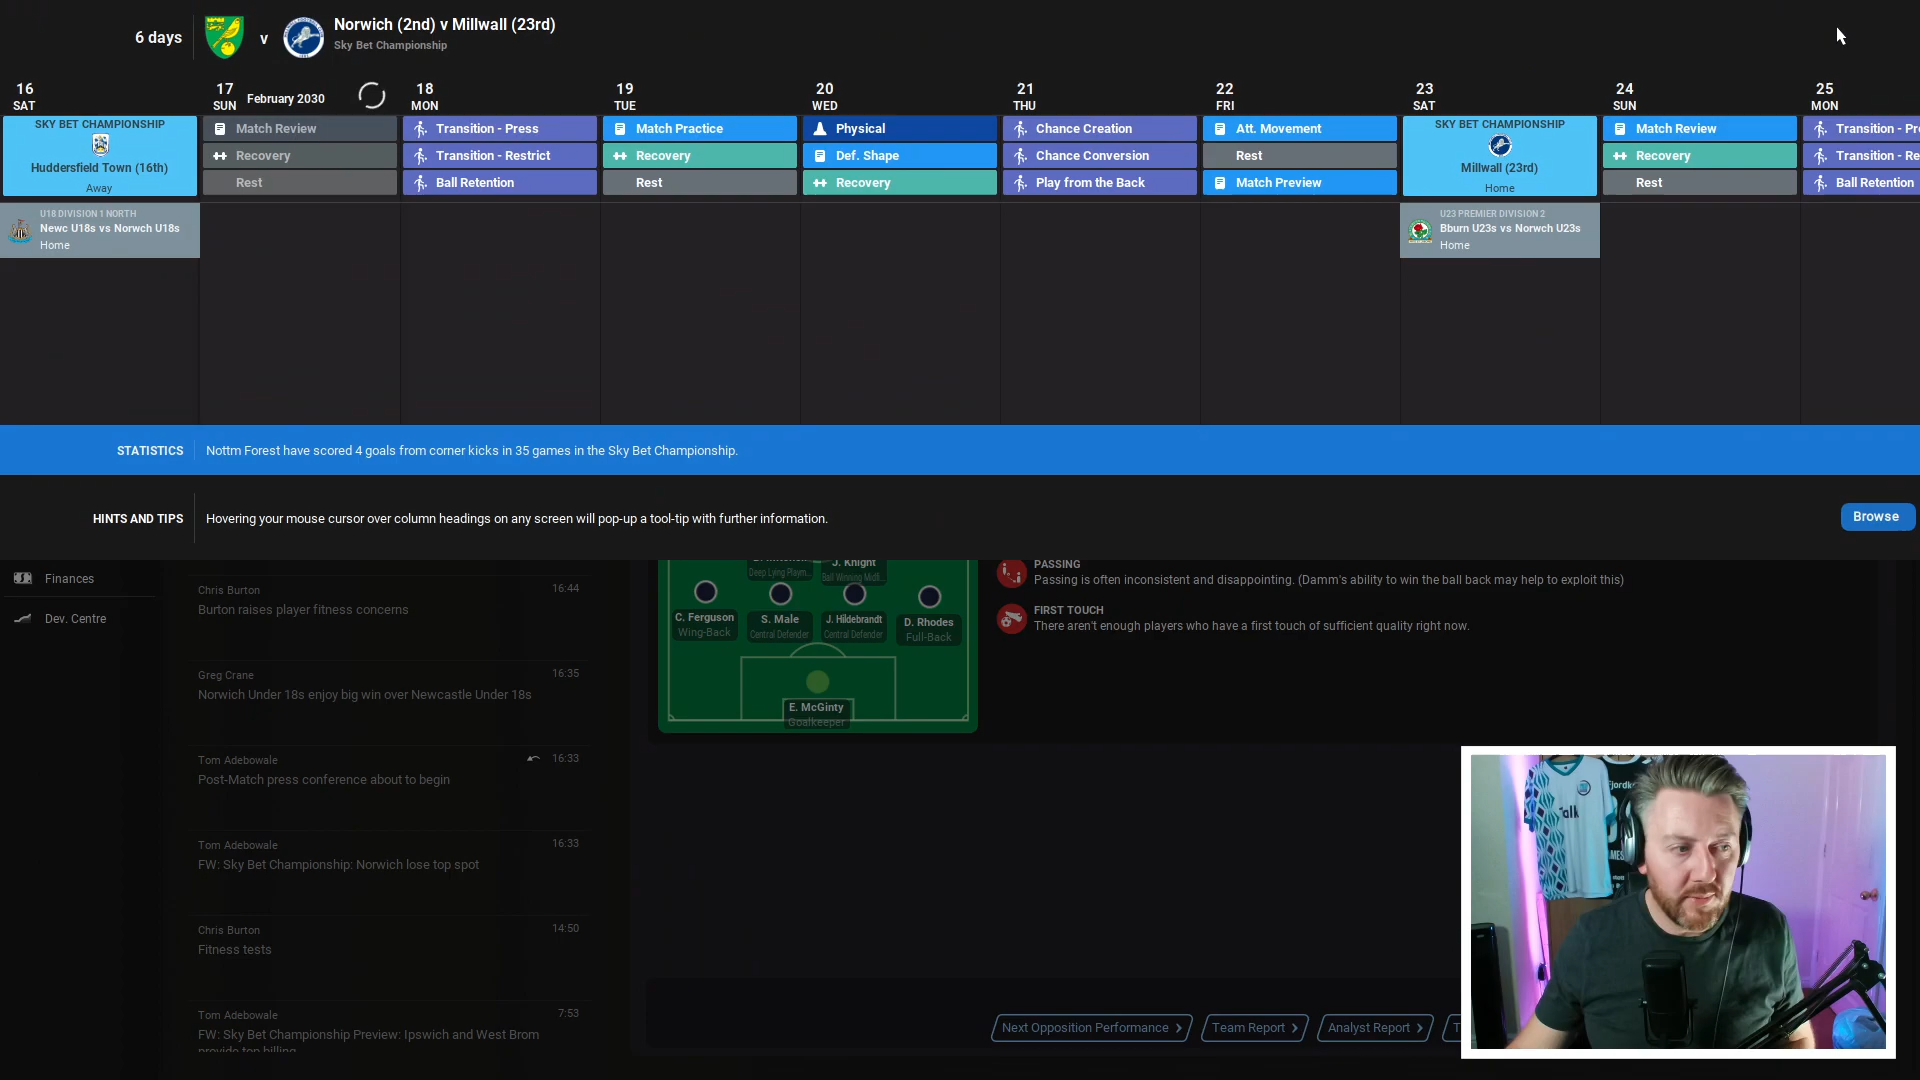 6 days
v
Norwich (2nd) v Millwall (23rd)
Sky Bet Championship
16
SAT
17
SUN
February 2030
18
MON
19
TUE
20
WED
21
THU
22
FRI
23
SAT
24
SUN
25
MON
SKY BET CHAMPIONSHIP
Huddersfield Town (16th)
Away
Match Review
Recovery
Rest
Transition - Press
Transition - Restrict
Ball Retention
Match Practice
Recovery
Rest
Physical
Def. Shape
Recovery
Chance Creation
Chance Conversion
Play from the Back
Att. Movement
Rest
Match Preview
SKY BET CHAMPIONSHIP
Millwall (23rd)
Home
Match Review
Recovery
Rest
Transition - Pre
Transition - Re
Ball Retention
U18 DIVISION 1 NORTH
Newc U18s vs Norwch U18s
Home
U23 PREMIER DIVISION 2
Bburn U23s vs Norwch U23s
Home
STATISTICS
Nottm Forest have scored 4 goals from corner kicks in 35 games in the Sky Bet Championship.
HINTS AND TIPS
Hovering your mouse cursor over column headings on any screen will pop-up a tool-tip with further information.
Browse
Finances
Dev. Centre
Chris Burton
16:44
Burton raises player fitness concerns
Greg Crane
16:35
Norwich Under 18s enjoy big win over Newcastle Under 18s
Tom Adebowale
16:33
Post-Match press conference about to begin
Tom Adebowale
16:33
FW: Sky Bet Championship: Norwich lose top spot
Chris Burton
14:50
Fitness tests
Tom Adebowale
7:53
FW: Sky Bet Championship Preview: Ipswich and West Brom
provide top billing
Deep Lying Playm...
J. Knight
Ball Winning Midfi...
C. Ferguson
Wing-Back
S. Male
Central Defender
J. Hildebrandt
Central Defender
D. Rhodes
Full-Back
E. McGinty
Goalkeeper
PASSING
Passing is often inconsistent and disappointing. (Damm's ability to win the ball back may help to exploit this)
FIRST TOUCH
There aren't enough players who have a first touch of sufficient quality right now.
Next Opposition Performance
Team Report
Analyst Report
T
Talk